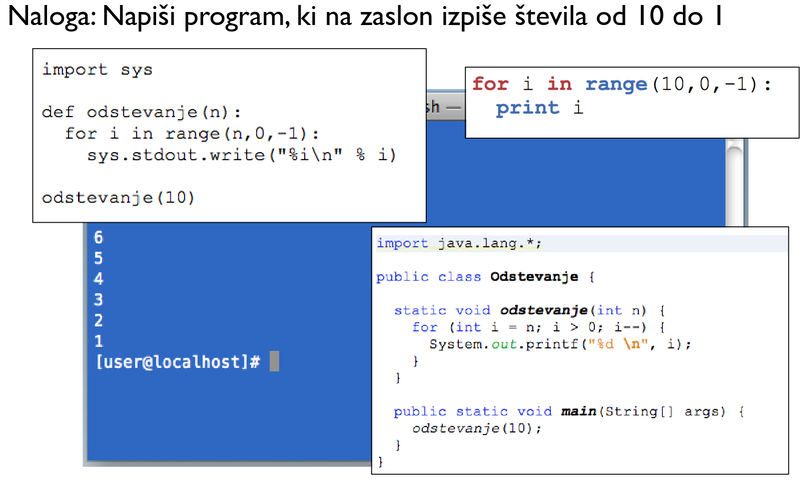 Naloga: Napiši program, ki na zaslon izpiše števila od 10 do 1
import sys
def odstevanje(n):
for i in range(n,0,-1):
sys.stdout.write("%i\n" % i)
odstevanje(10)
sh —
for i in range(10,0,-1):
print i
6
5
4
3
2
1
[user@localhost]#
import java.lang.*;
public class Odstevanje {
static void odstevanje(int n) {
for (int i = n; i > 0; i--) {
System.out.printf("%d \n", i);
}
}
public static void main(String[] args) {
odstevanje(10);
}
}